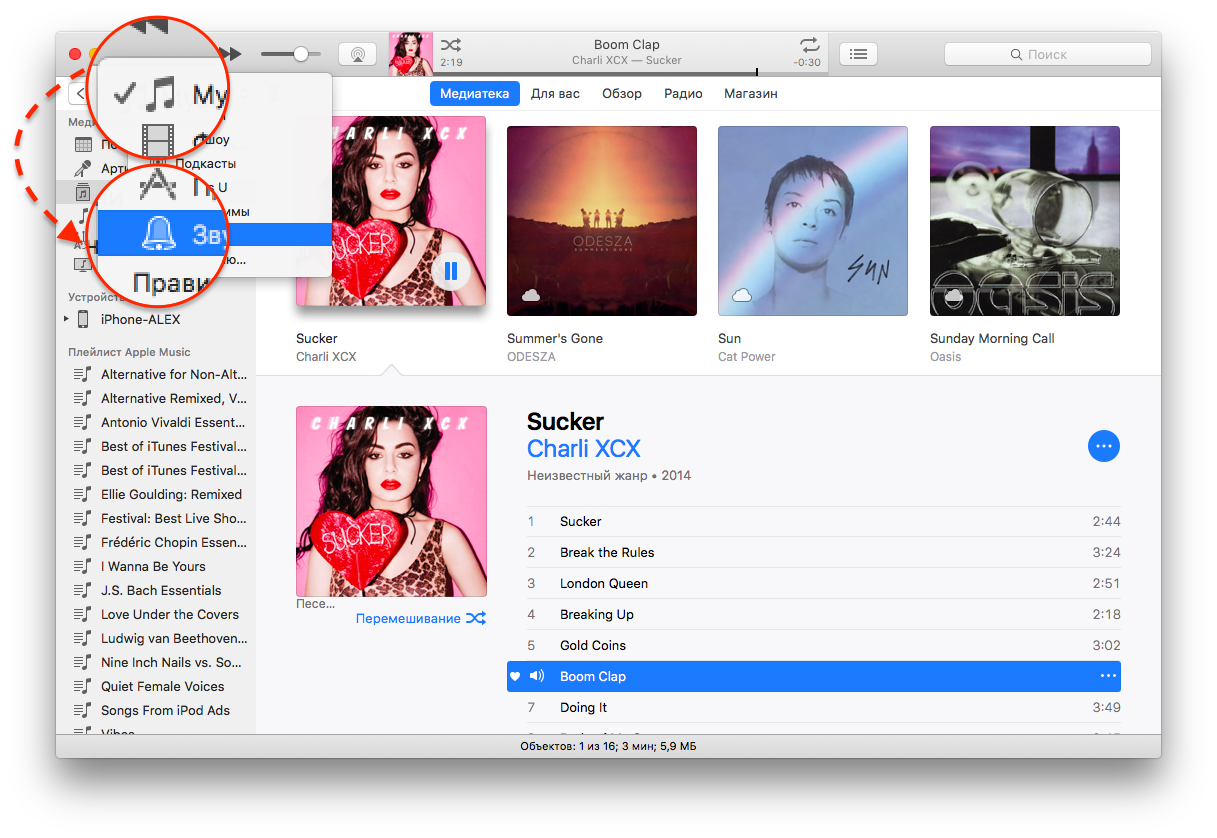 Boom Clap
Charli XCX — Sucker
2:19
-0:30
Поиск
Медиатека
Для вас
Обзор
Радио
Магазин
Подкасты
Прави
CHARLI XCX
SUCKER
ODESZA
SUMMER'S GONE
SUN
OASIS
Sucker
Charli XCX
Summer's Gone
ODESZA
Sun
Cat Power
Sunday Morning Call
Oasis
iPhone-ALEX
Плейлист Apple Music
Alternative for Non-Alt...
Alternative Remixed, V...
Antonio Vivaldi Essent...
Best of iTunes Festival...
Best of iTunes Festival...
Ellie Goulding: Remixed
Festival: Best Live Sho...
Frédéric Chopin Essen...
I Wanna Be Yours
J.S. Bach Essentials
Love Under the Covers
Ludwig van Beethoven...
Nine Inch Nails vs. So...
Quiet Female Voices
Songs From iPod Ads
CHARLI XCX
SUCKER
Песе...
Перемешивание
Sucker
Charli XCX
Неизвестный жанр • 2014
1 Sucker 2:44
2 Break the Rules 3:24
3 London Queen 2:51
4 Breaking Up 2:18
5 Gold Coins 3:02
Boom Clap
7 Doing It 3:49
Объектов: 1 из 16; 3 мин; 5,9 МБ